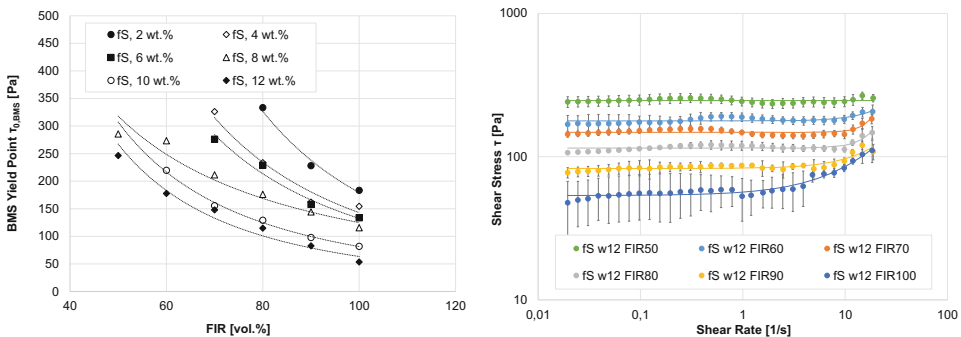 500
450
400
350
300
250
200
150
100
50
0
BMS Yield Point τ0,BMS [Pa]
fS, 2 wt.% fS, 4 wt.%
fS, 6 wt.% fS, 8 wt.%
fS, 10 wt.% fS, 12 wt.%
40 60 80 100 120
FIR [vol.%]
1000
100
10
Shear Stress τ [Pa]
fS w12 FIR50 fS w12 FIR60 fS w12 FIR70
fS w12 FIR80 fS w12 FIR90 fS w12 FIR100
0,01 0,1 1 10 100
Shear Rate [1/s]